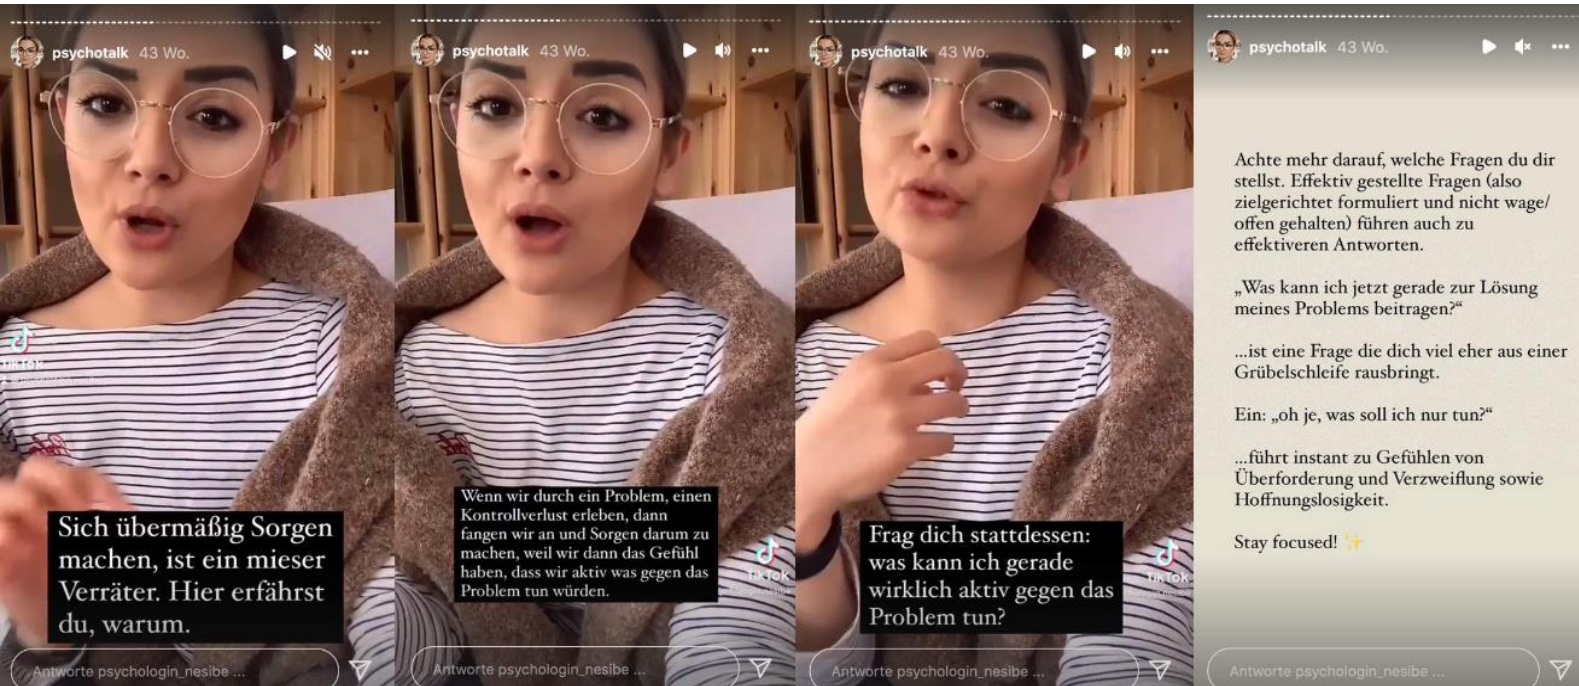 psychotalk 43 Wo.
Sich übermäßig Sorgen
machen, ist ein mieser
Verräter. Hier erfährst
du, warum.
TikTok
Antworte psychologin_nesibe ...
psychotalk 43 Wo.
Wenn wir durch ein Problem, einen
Kontrollverlust erleben, dann
fangen wir an und Sorgen darum zu
machen, weil wir dann das Gefühl
haben, dass wir aktiv was gegen das
Problem tun würden.
TikTok
Antworte psychologin_nesibe ...
psychotalk 43 Wo.
Frag dich stattdessen:
was kann ich gerade
wirklich aktiv gegen das
Problem tun?
TikTok
Antworte psychologin_nesibe ...
psychotalk 43 Wo.
Achte mehr darauf, welche Fragen du dir
stellst. Effektiv gestellte Fragen (also
zielgerichtet formuliert und nicht wage/
offen gehalten) führen auch zu
effektiveren Antworten.
„Was kann ich jetzt gerade zur Lösung
meines Problems beitragen?“
...ist eine Frage die dich viel eher aus einer
Grübelschleife rausbringt.
Ein: „oh je, was soll ich nur tun?“
...führt instant zu Gefühlen von
Überforderung und Verzweiflung sowie
Hoffnungslosigkeit.
Stay focused! ✨
Antworte psychologin_nesibe ...